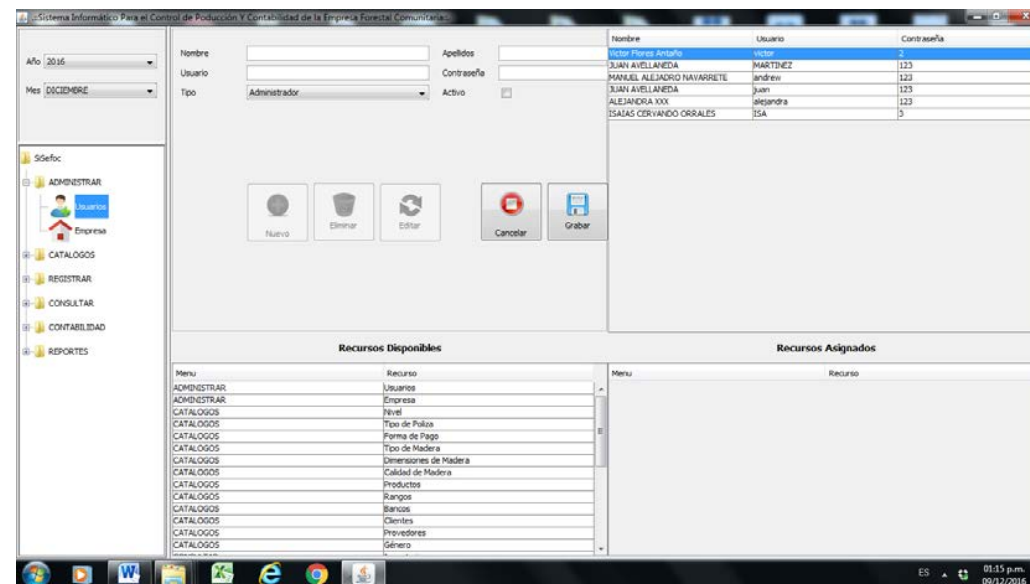 ..:Sistema Informático Para el Control de Poducción Y Contabilidad de la Empresa Forestal Comunitaria:..
Año 2016
Mes DICIEMBRE
SiSefoc
ADMINISTRAR
Usuarios
Empresa
CATALOGOS
REGISTRAR
CONSULTAR
CONTABILIDAD
REPORTES
Nombre Apellidos
Usuario Contraseña
Tipo Administrador Activo
Nuevo Eliminar Editar Cancelar Grabar
Nombre Usuario Contraseña
Victor Flores Antaño victor 2
JUAN AVELLANEDA MARTINEZ 123
MANUEL ALEJADRO NAVARRETE andrew 123
JUAN AVELLANEDA juan 123
ALEJANDRA XXX alejandra 123
ISAIAS CERVANDO ORRALES ISA 3
Recursos Disponibles
Menu Recurso
ADMINISTRAR Usuarios
ADMINISTRAR Empresa
CATALOGOS Nivel
CATALOGOS Tipo de Poliza
CATALOGOS Forma de Pago
CATALOGOS Tipo de Madera
CATALOGOS Dimensiones de Madera
CATALOGOS Calidad de Madera
CATALOGOS Productos
CATALOGOS Rangos
CATALOGOS Bancos
CATALOGOS Clientes
CATALOGOS Provedores
CATALOGOS Género
Recursos Asignados
Menu Recurso
ES 01:15 p.m.
09/12/2016